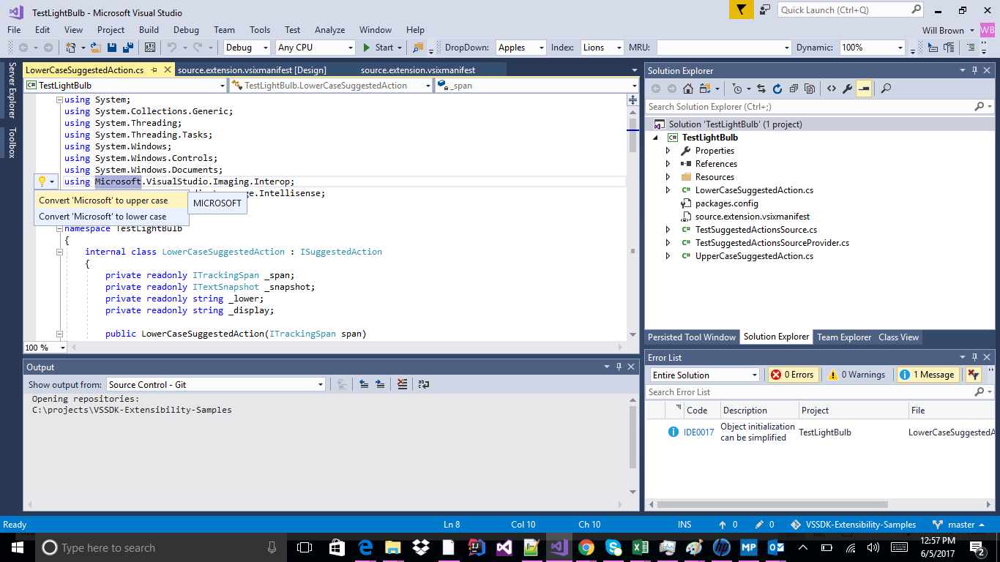 TestLightBulb - Microsoft Visual Studio
Quick Launch (Ctrl+Q)
File Edit View Project Build Debug Team Tools Test Analyze Window Help
Will Brown WB
Debug Any CPU Start DropDown: Apples Index: Lions MRU: Dynamic: 100%
Server Explorer
Toolbox
LowerCaseSuggestedAction.cs source.extension.vsixmanifest [Design] source.extension.vsixmanifest
C# TestLightBulb TestLightBulb.LowerCaseSuggestedAction _span
using System;
using System.Collections.Generic;
using System.Threading;
using System.Threading.Tasks;
using System.Windows;
using System.Windows.Controls;
using System.Windows.Documents;
using Microsoft.VisualStudio.Imaging.Interop;
.Intellisense;
Convert 'Microsoft' to upper case
MICROSOFT
Convert 'Microsoft' to lower case
namespace TestLightBulb
{
internal class LowerCaseSuggestedAction : ISuggestedAction
{
private readonly ITrackingSpan _span;
private readonly ITextSnapshot _snapshot;
private readonly string _lower;
private readonly string _display;
public LowerCaseSuggestedAction(ITrackingSpan span)
100 %
Output
Show output from: Source Control - Git
Opening repositories:
C:\projects\VSSDK-Extensibility-Samples
Solution Explorer
Search Solution Explorer (Ctrl+;)
Solution 'TestLightBulb' (1 project)
C# TestLightBulb
Properties
References
Resources
C# LowerCaseSuggestedAction.cs
packages.config
source.extension.vsixmanifest
C# TestSuggestedActionsSource.cs
C# TestSuggestedActionsSourceProvider.cs
C# UpperCaseSuggestedAction.cs
Persisted Tool Window Solution Explorer Team Explorer Class View
Error List
Entire Solution 0 Errors 0 Warnings 1 Message
Search Error List
Code Description Project File
IDE0017 Object initialization can be simplified TestLightBulb LowerCaseSuggestedA
Ready Ln 8 Col 10 Ch 10 INS 0 0 VSSDK-Extensibility-Samples master
Type here to search
12:57 PM
6/5/2017
2